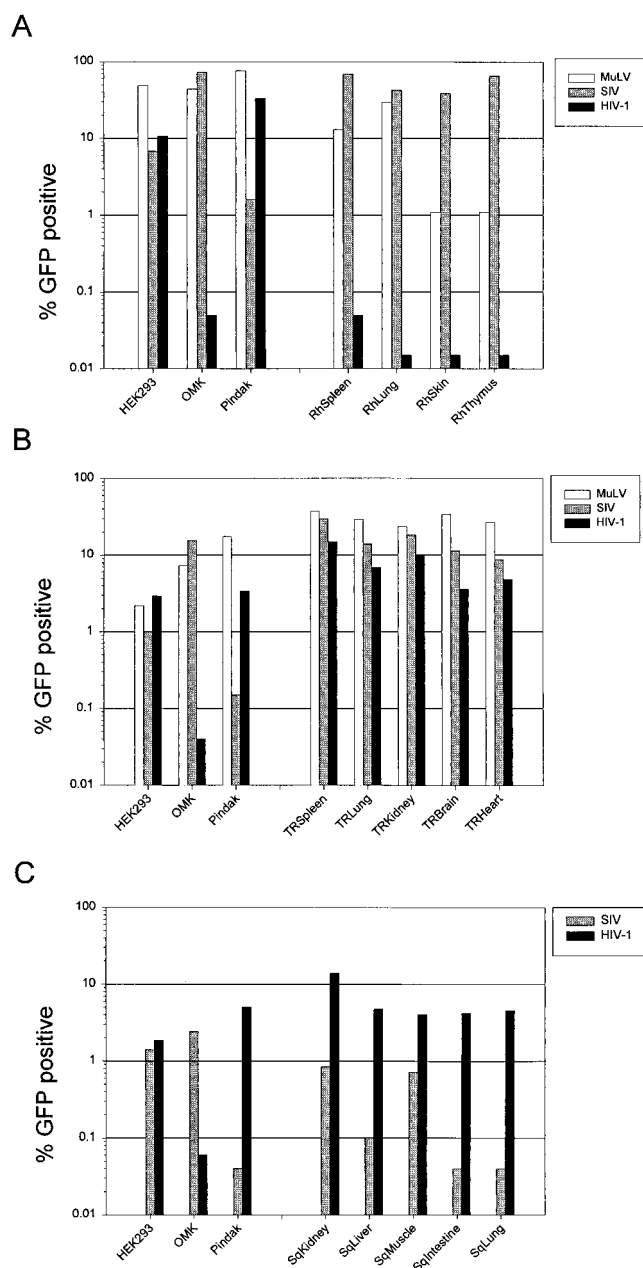 A
100
10
1
0.1
0.01
% GFP positive
HEK293
OMK
Pindak
RhSpleen
RhLung
RhSkin
RhThymus
MuLV
SIV
HIV-1
B
100
10
1
0.1
0.01
% GFP positive
HEK293
OMK
Pindak
TRSpleen
TRLung
TRKidney
TRBrain
TRHeart
MuLV
SIV
HIV-1
C
100
10
1
0.1
0.01
% GFP positive
HEK293
OMK
Pindak
SqKidney
SqLiver
SqMuscle
SqIntestine
SqLung
SIV
HIV-1